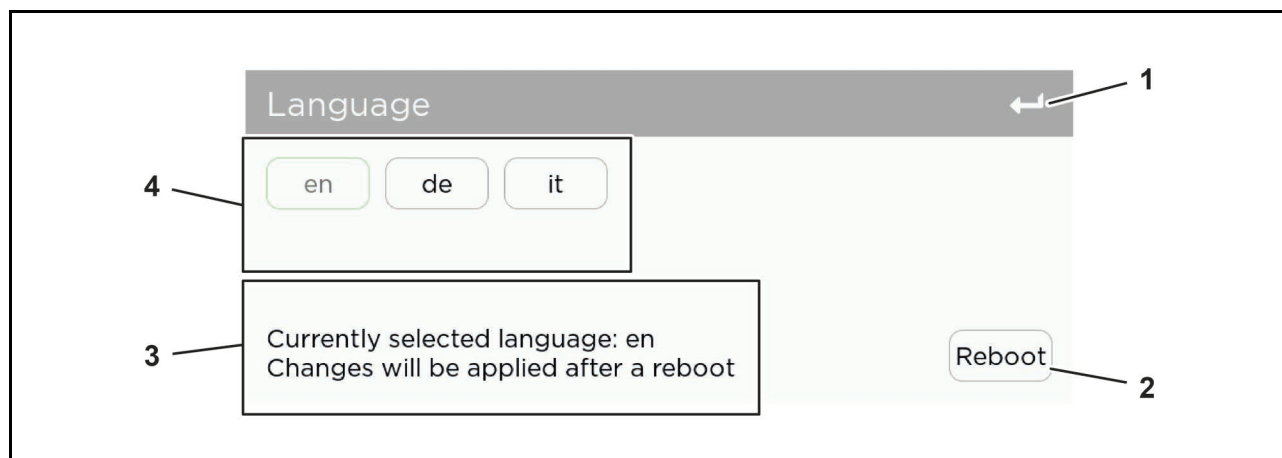 Language
1
4
en de it
3
Currently selected language: en
Changes will be applied after a reboot
Reboot
2